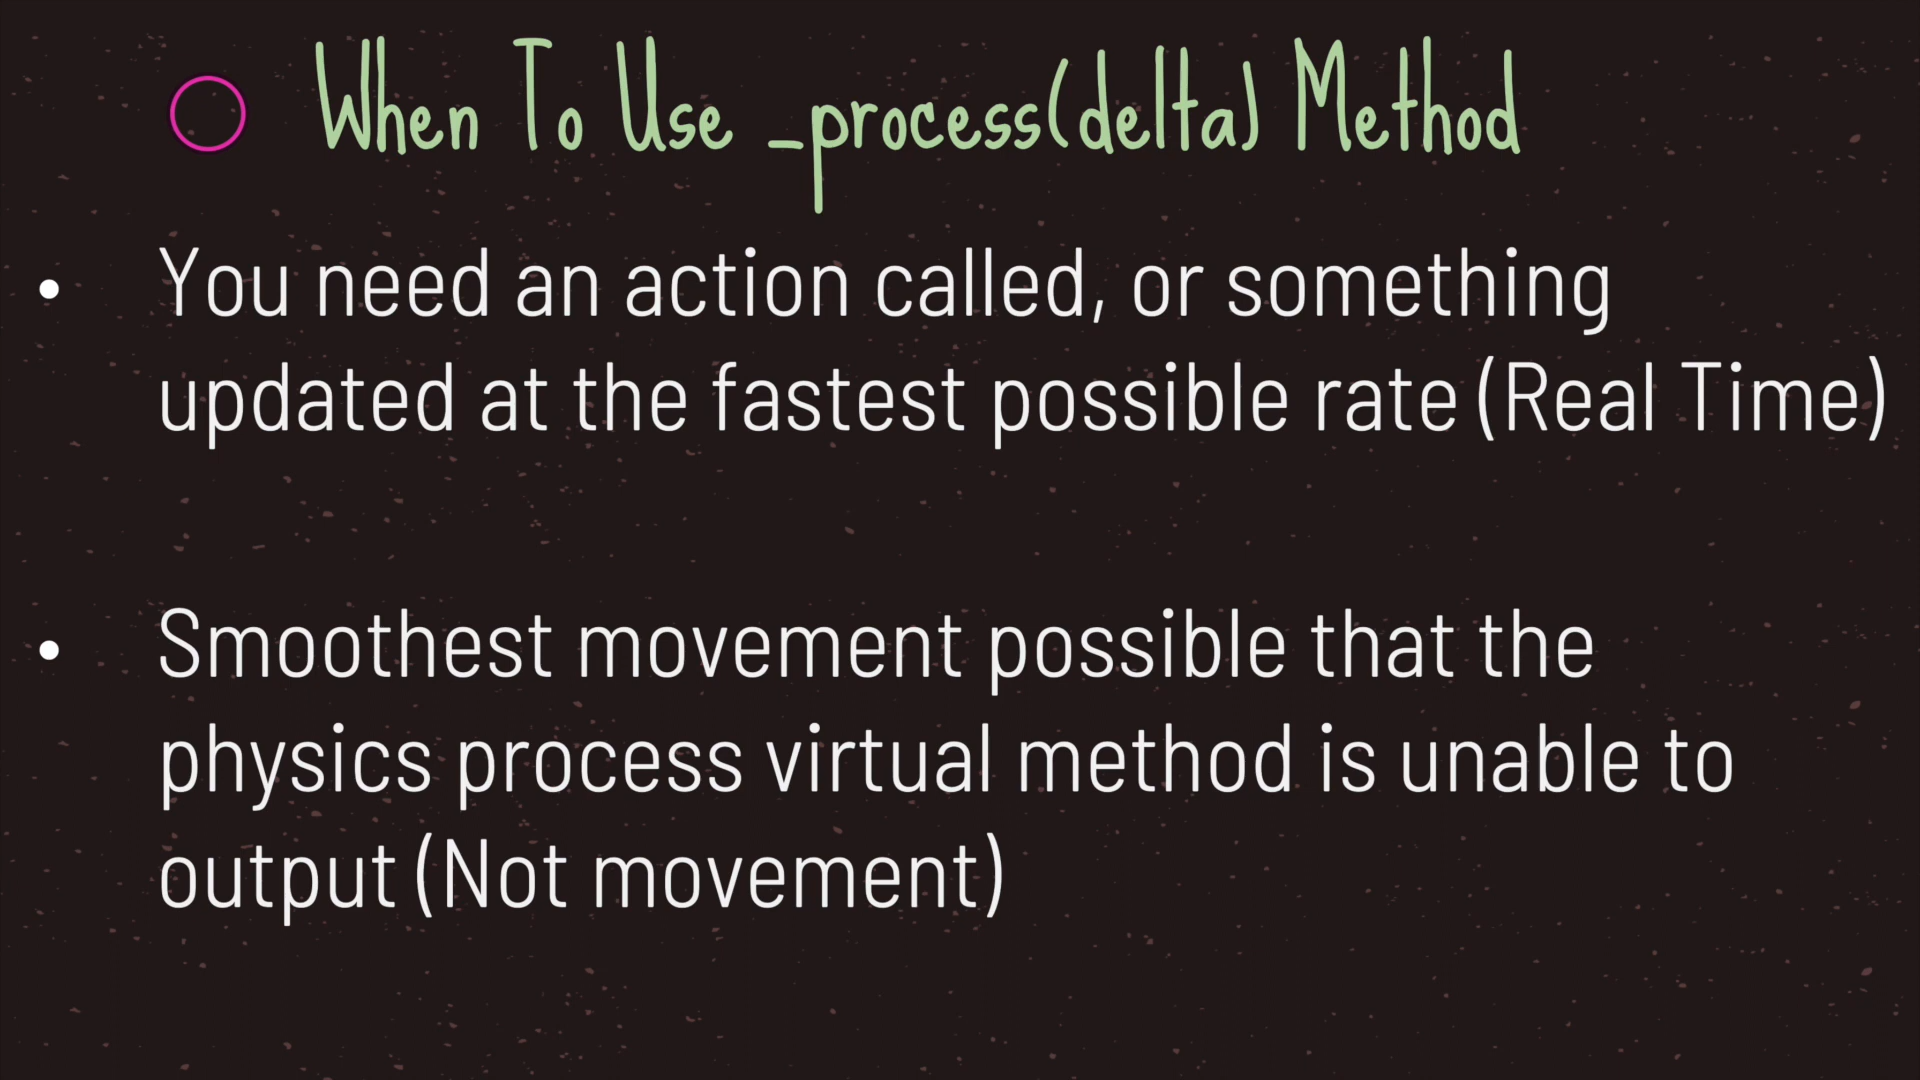 When To Use _process(delta) Method
• You need an action called, or something
updated at the fastest possible rate (Real Time)
• Smoothest movement possible that the
physics process virtual method is unable to
output (Not movement)